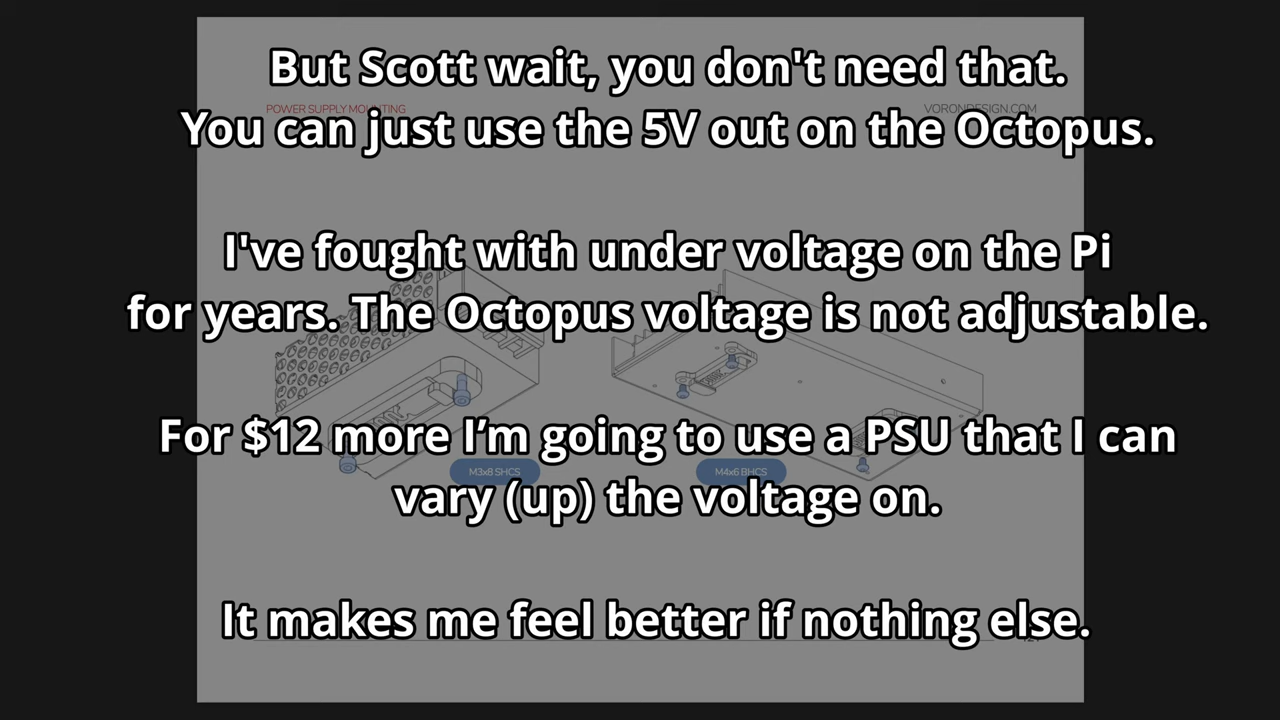 But Scott wait, you don't need that.
POWER SUPPLY MOUNTING
VORONDESIGN.COM
You can just use the 5V out on the Octopus.
I've fought with under voltage on the Pi
for years. The Octopus voltage is not adjustable.
For $12 more I’m going to use a PSU that I can
M3x8 SHCS
M4x6 BHCS
vary (up) the voltage on.
It makes me feel better if nothing else.